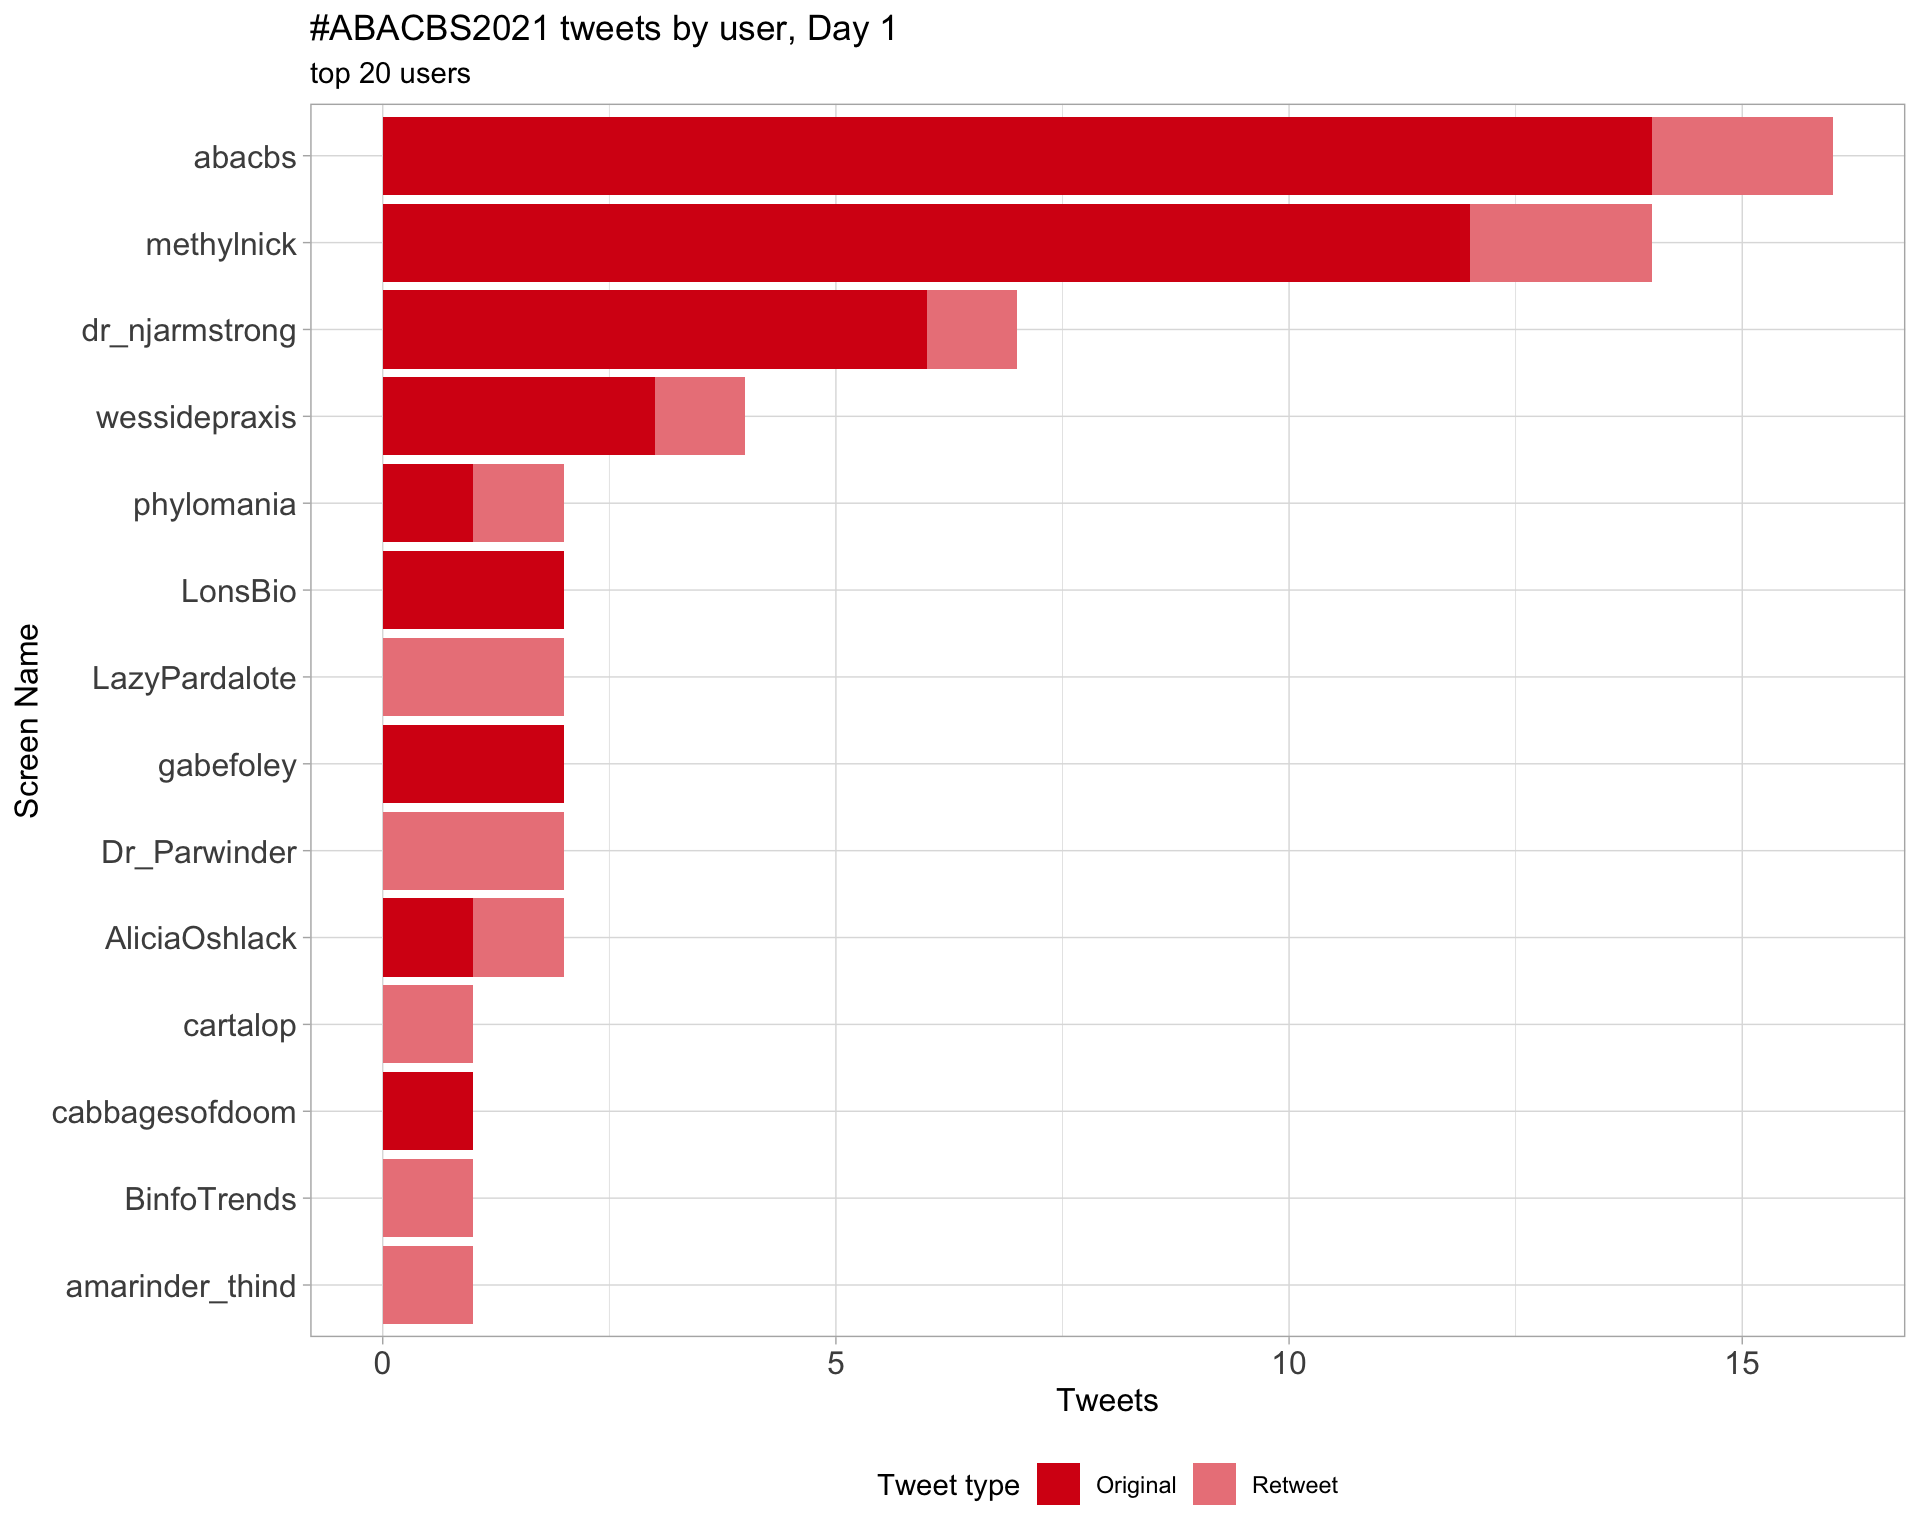 #ABACBS2021 tweets by user, Day 1
top 20 users
Screen Name
abacbs
methylnick
dr_njarmstrong
wessidepraxis
phylomania
LonsBio
LazyPardalote
gabefoley
Dr_Parwinder
AliciaOshlack
cartalop
cabbagesofdoom
BinfoTrends
amarinder_thind
0 5 10 15
Tweets
Tweet type Original Retweet